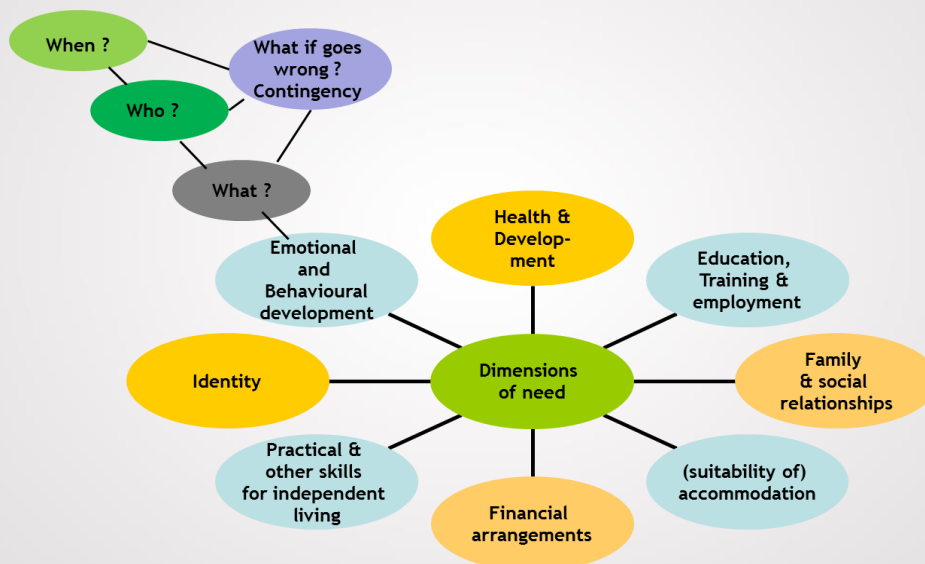 When ?
What if goes
wrong ?
Contingency
Who ?
What ?
Emotional
and
Behavioural
development
Health &
Develop-
ment
Education,
Training &
employment
Identity
Dimensions
of need
Family
& social
relationships
Practical &
other skills
for independent
living
Financial
arrangements
(suitability of)
accommodation